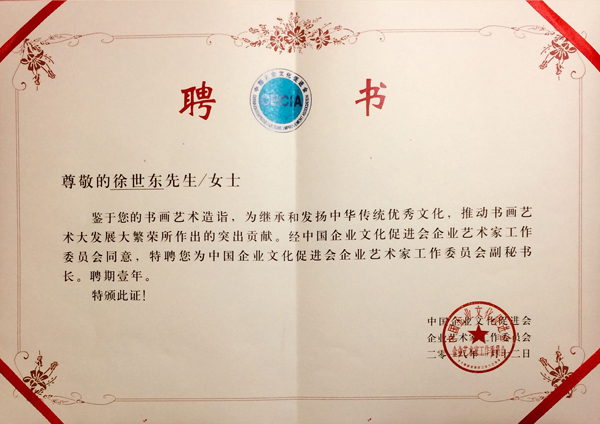 聘 书
尊敬的徐世东先生/女士
鉴于您的书画艺术造诣，为继承和发扬中华传统优秀文化，推动书画艺
术大发展大繁荣所作出的突出贡献。经中国企业文化促进会企业艺术家工作
委员会同意，特聘您为中国企业文化促进会企业艺术家工作委员会副秘书
长。聘期壹年。
特颁此证！
中国企业文化促进会
企业艺术家工作委员会
十二日